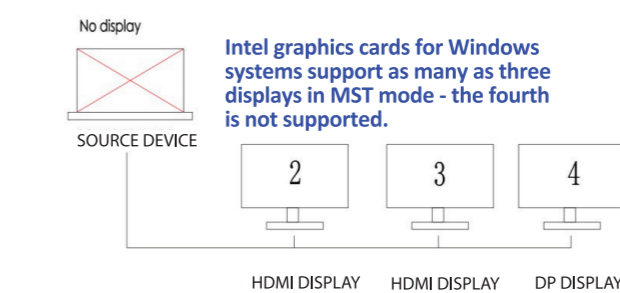 No display
Intel graphics cards for Windows
systems support as many as three
displays in MST mode - the fourth
is not supported.
SOURCE DEVICE
2
3
4
HDMI DISPLAY
HDMI DISPLAY
DP DISPLAY